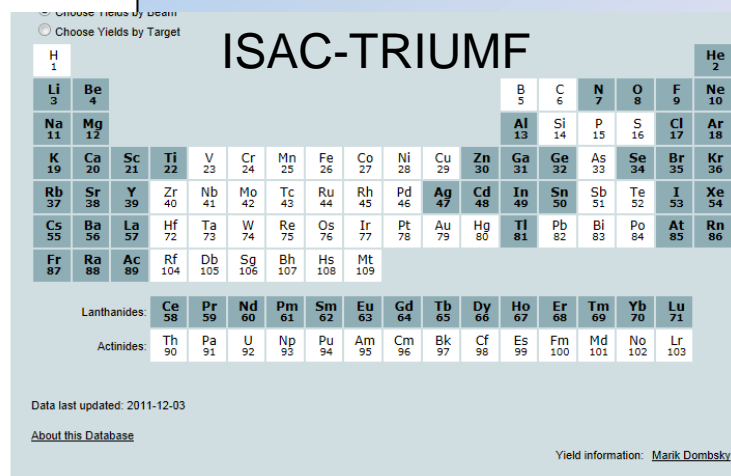 Choose Yields by Beam
Choose Yields by Target
ISAC-TRIUMF
H He
1 2
Li Be B C N O F Ne
3 4 5 6 7 8 9 10
Na Mg Al Si P S Cl Ar
11 12 13 14 15 16 17 18
K Ca Sc Ti V Cr Mn Fe Co Ni Cu Zn Ga Ge As Se Br Kr
19 20 21 22 23 24 25 26 27 28 29 30 31 32 33 34 35 36
Rb Sr Y Zr Nb Mo Tc Ru Rh Pd Ag Cd In Sn Sb Te I Xe
37 38 39 40 41 42 43 44 45 46 47 48 49 50 51 52 53 54
Cs Ba La Hf Ta W Re Os Ir Pt Au Hg Tl Pb Bi Po At Rn
55 56 57 72 73 74 75 76 77 78 79 80 81 82 83 84 85 86
Fr Ra Ac Rf Db Sg Bh Hs Mt
87 88 89 104 105 106 107 108 109
Lanthanides: Ce Pr Nd Pm Sm Eu Gd Tb Dy Ho Er Tm Yb Lu
58 59 60 61 62 63 64 65 66 67 68 69 70 71
Actinides: Th Pa U Np Pu Am Cm Bk Cf Es Fm Md No Lr
90 91 92 93 94 95 96 97 98 99 100 101 102 103
Data last updated: 2011-12-03
About this Database
Yield information: Marik Dombsky